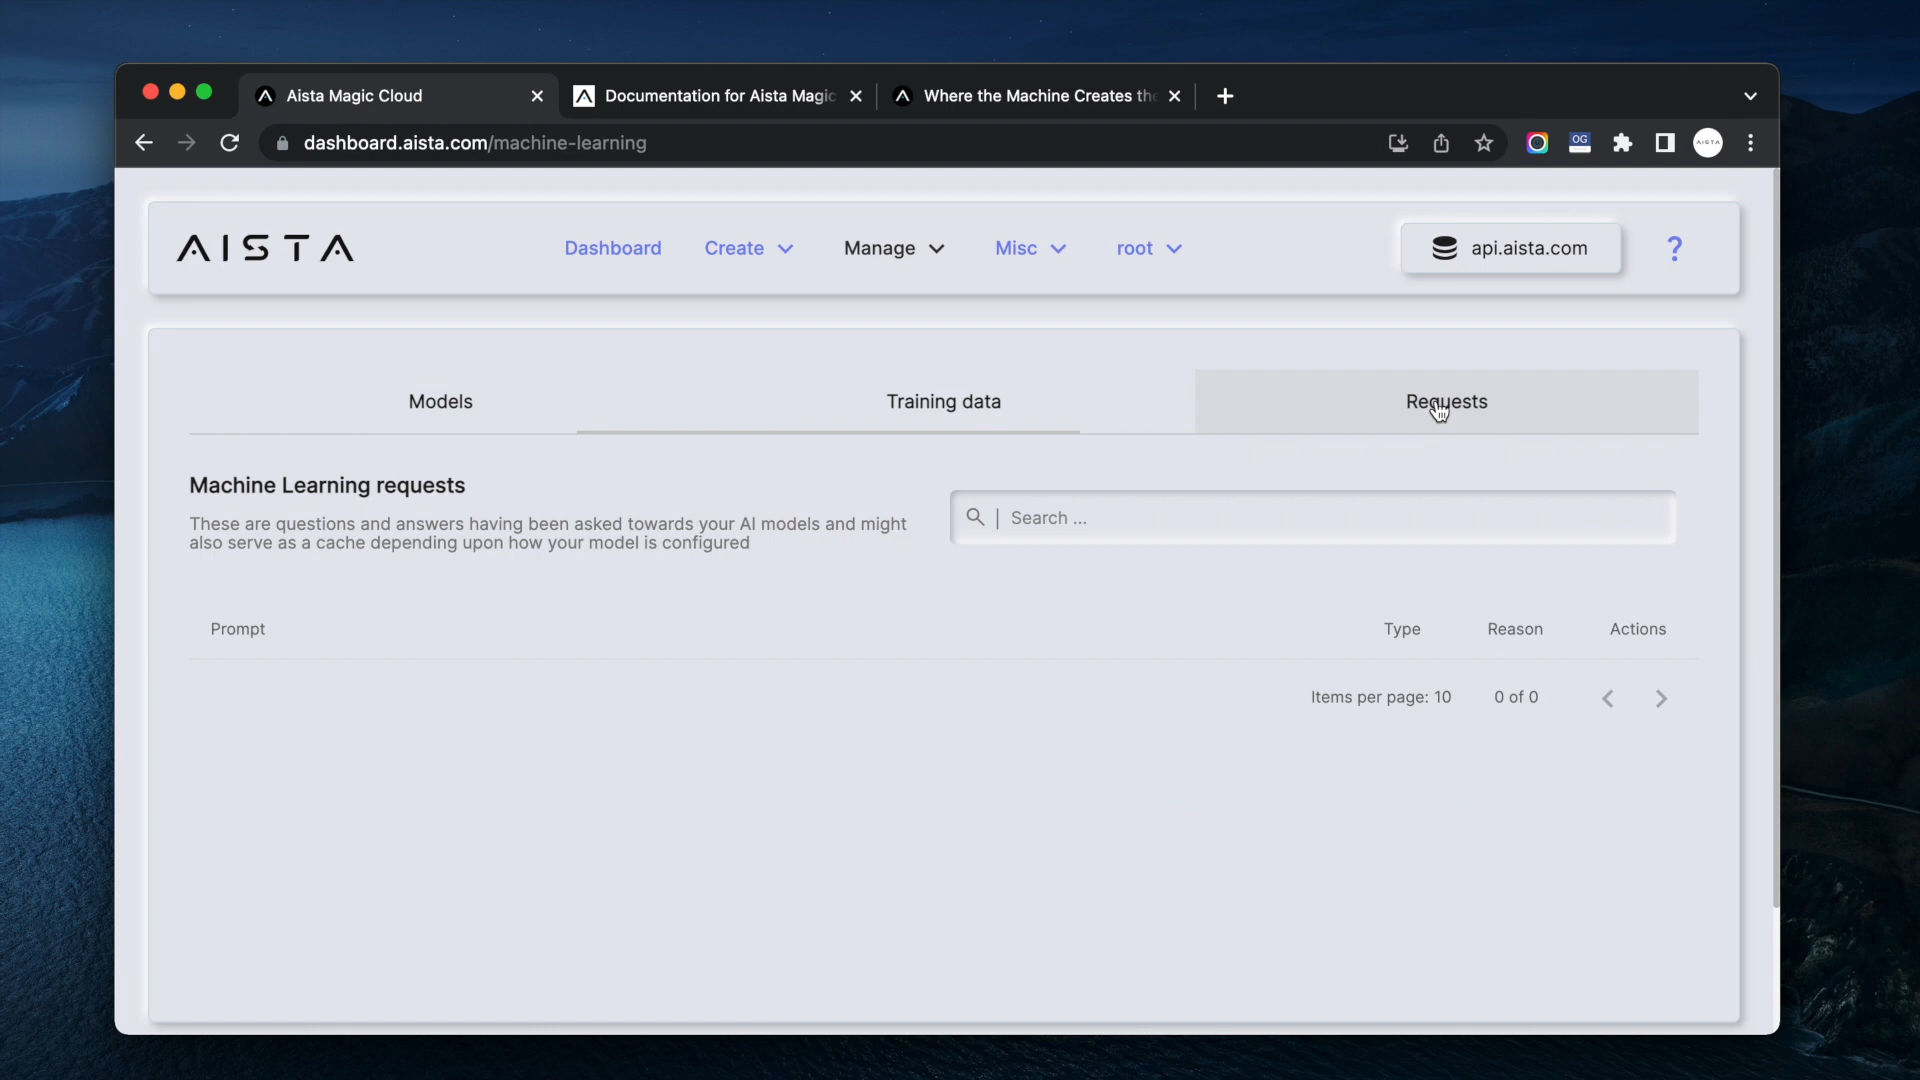 Aista Magic Cloud
Documentation for Aista Magic
Where the Machine Creates the
dashboard.aista.com/machine-learning
OG
AISTA
AISTA
Dashboard
Create
Manage
Misc
root
api.aista.com
?
Models
Training data
Requests
Machine Learning requests
These are questions and answers having been asked towards your AI models and might
also serve as a cache depending upon how your model is configured
Search ...
Prompt
Type
Reason
Actions
Items per page: 10
0 of 0